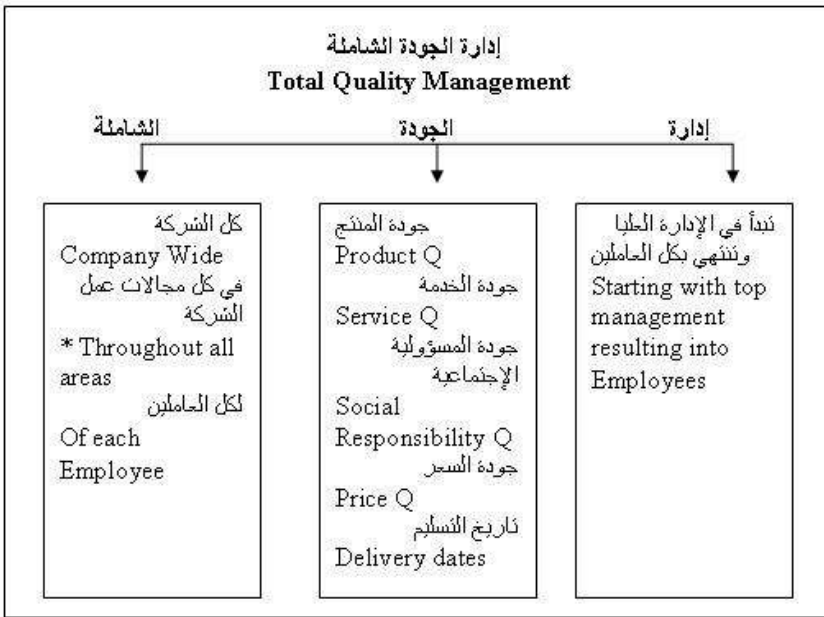 إدارة الجودة الشاملة
Total Quality Management
إدارة
الجودة
الشاملة
تبدأ في الإدارة العليا
وتنتهي بكل العاملين
Starting with top
management
resulting into
Employees
جودة المنتج
Product Q
جودة الخدمة
Service Q
جودة المسؤولية
الإجتماعية
Social
Responsibility Q
جودة السعر
Price Q
تاريخ التسليم
Delivery dates
كل الشركة
Company Wide
في كل مجالات عمل
الشركة
* Throughout all
areas
لكل العاملين
Of each
Employee